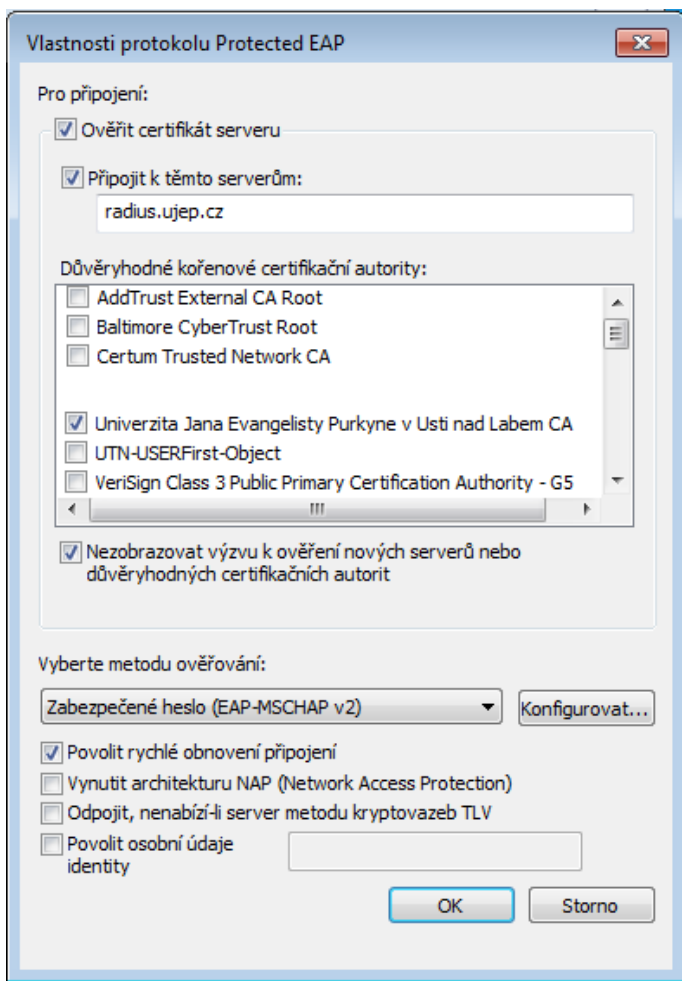 Vlastnosti protokolu Protected EAP
Pro připojení:
Ověřit certifikát serveru
Připojit k těmto serverům:
radius.ujep.cz
Důvěryhodné kořenové certifikační autority:
AddTrust External CA Root
Baltimore CyberTrust Root
Certum Trusted Network CA
Univerzita Jana Evangelisty Purkyne v Usti nad Labem CA
UTN-USERFirst-Object
VeriSign Class 3 Public Primary Certification Authority - G5
Nezobrazovat výzvu k ověření nových serverů nebo
důvěryhodných certifikačních autorit
Vyberte metodu ověřování:
Zabezpečené heslo (EAP-MSCHAP v2)
Konfigurovat...
Povolit rychlé obnovení připojení
Vynutit architekturu NAP (Network Access Protection)
Odpojit, nenabízí-li server metodu kryptovazeb TLV
Povolit osobní údaje
identity
OK
Storno